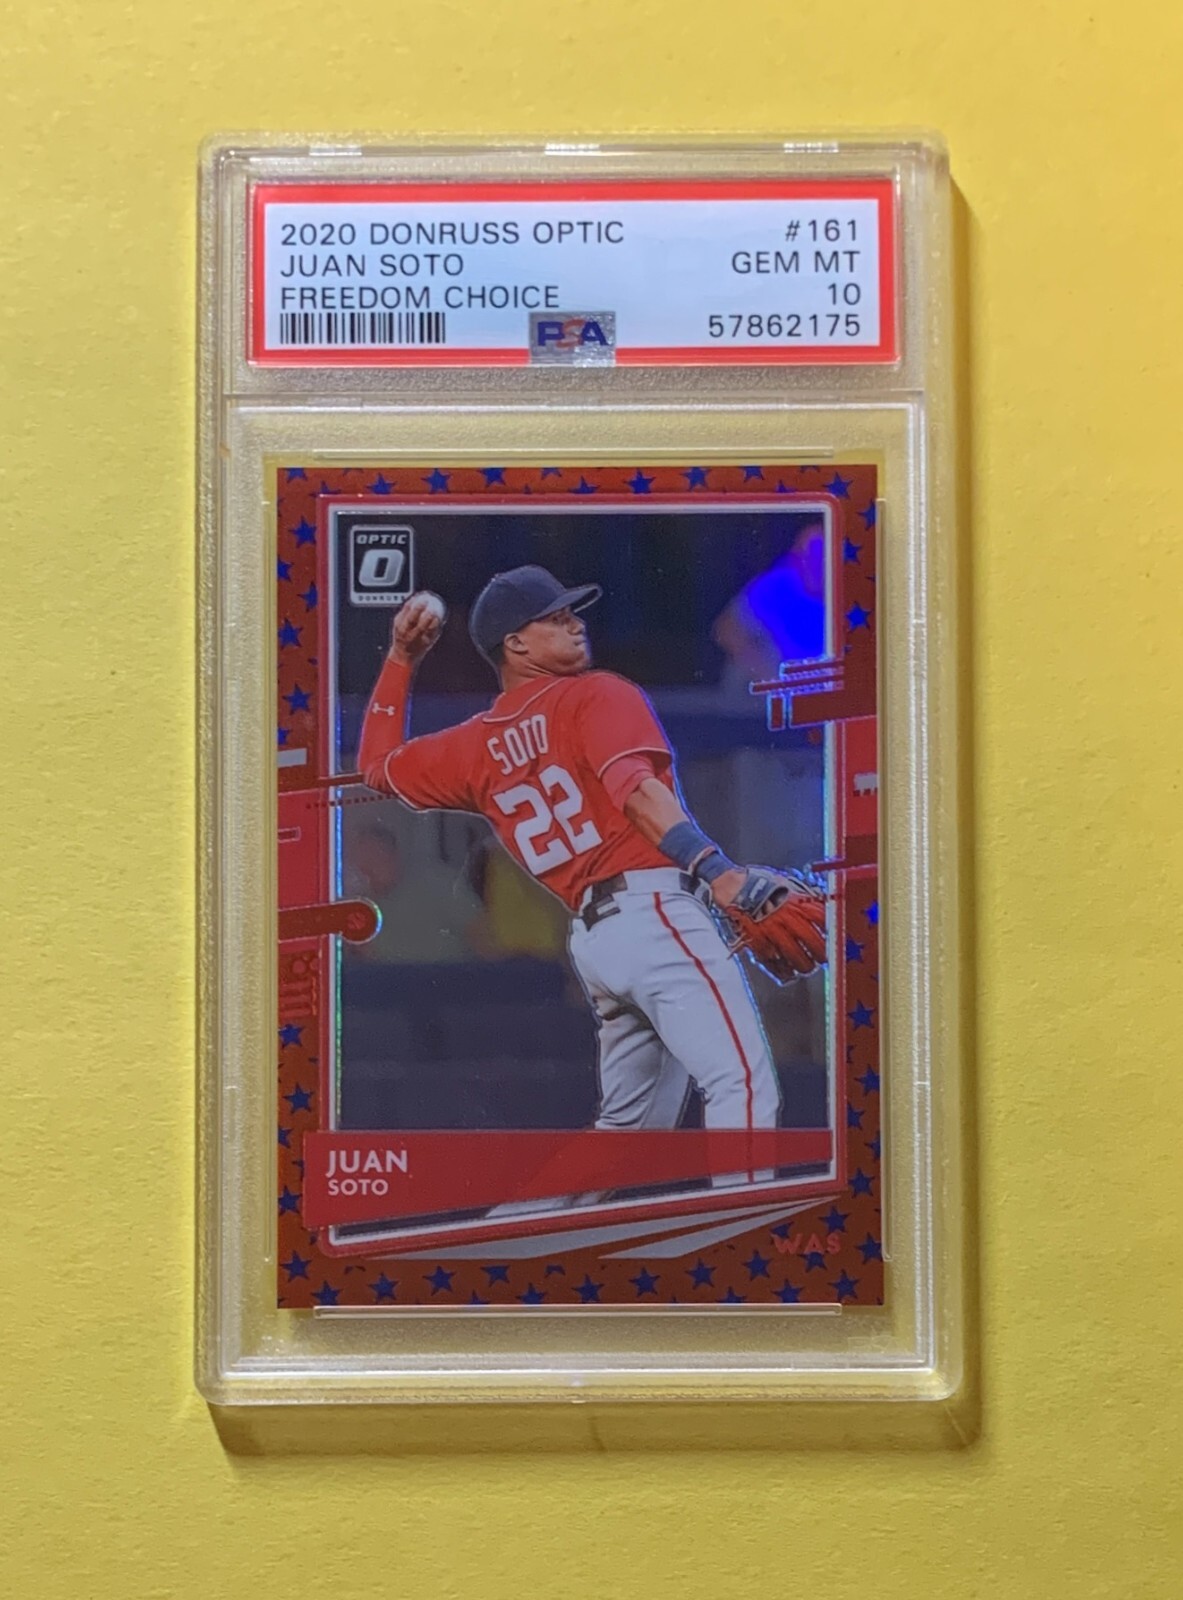 2020 DONRUSS OPTIC #161
JUAN SOTO GEM MT
FREEDOM CHOICE 10
PSA 57862175
OPTIC
O
DONRUSS
SOTO
22
JUAN
SOTO
WAS